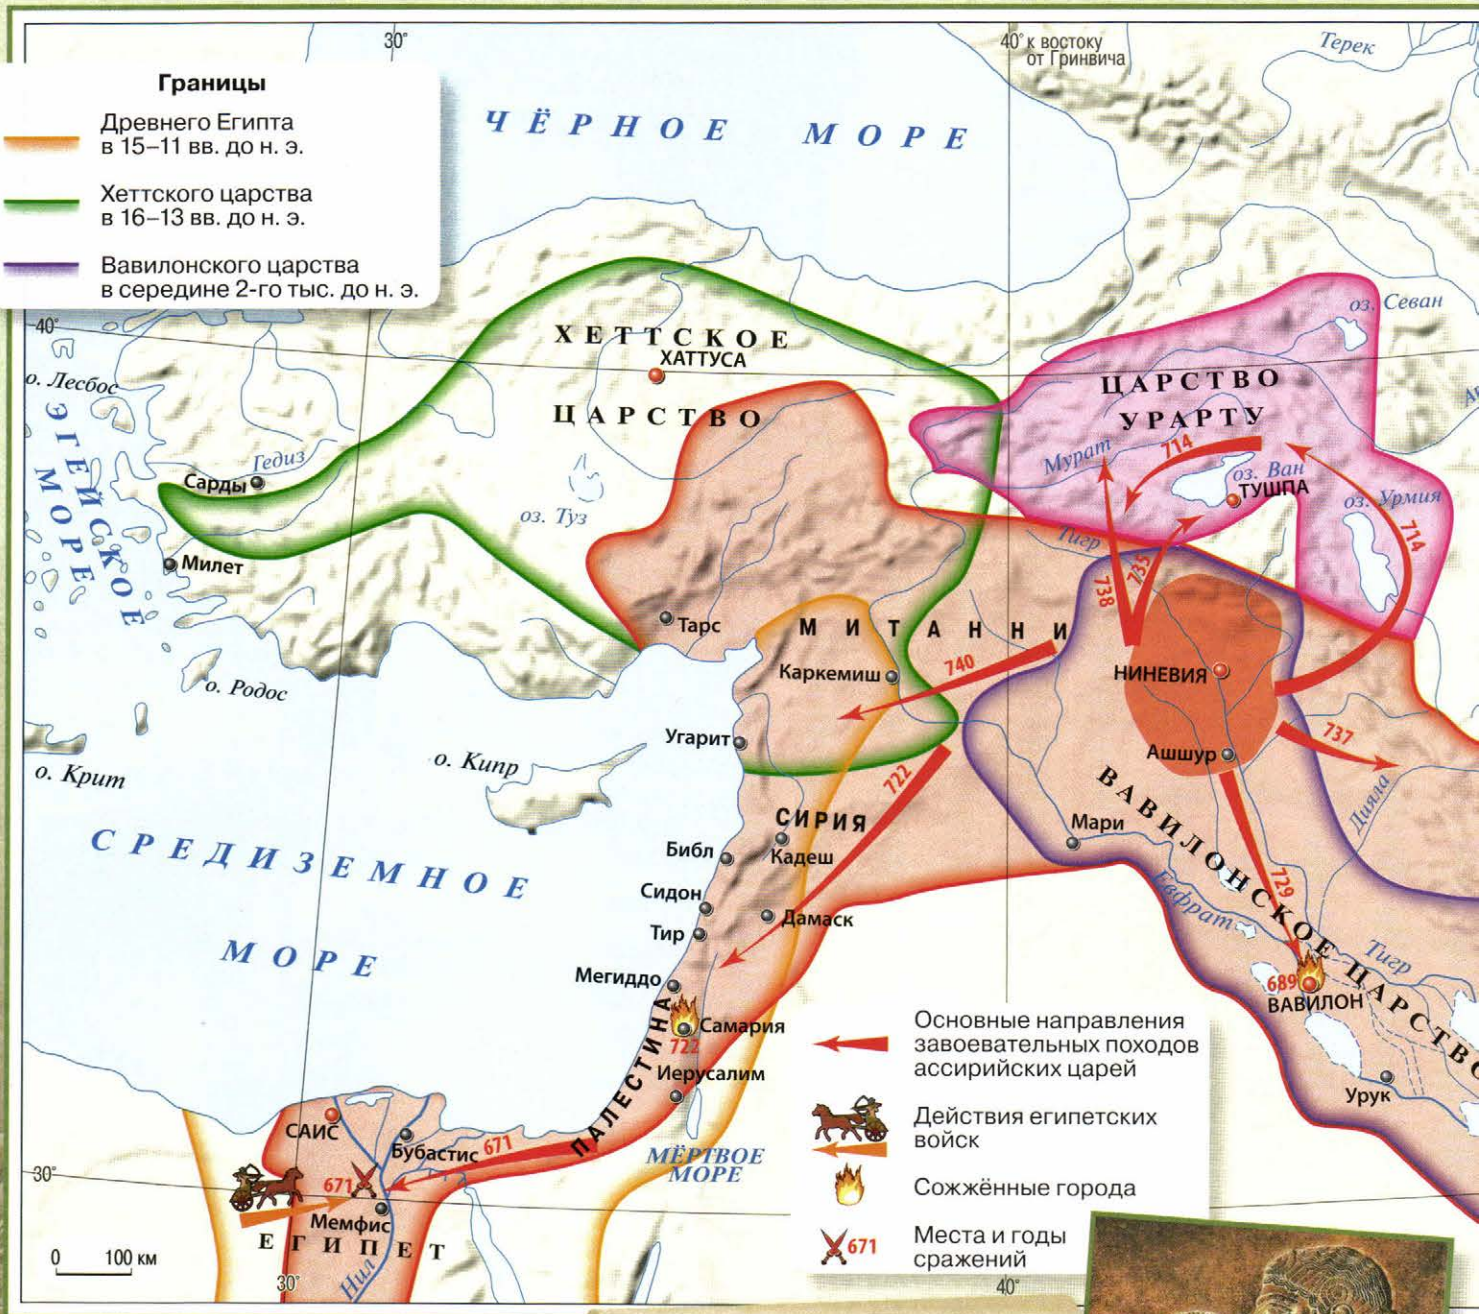 30°
40° к востоку
от Гринвича
Терек
Границы
Древнего Египта
в 15–11 вв. до н. э.
Хеттского царства
в 16–13 вв. до н. э.
Вавилонского царства
в середине 2-го тыс. до н. э.
ЧЁРНОЕ МОРЕ
40°
оз. Севан
ХЕТТСКОЕ
ХАТТУСА
ЦАРСТВО
о. Лесбос
ЭГЕЙСКОЕ
МОРЕ
ЦАРСТВО
УРАРТУ
714
Мурат
оз. Ван
ТУШПА
оз. Урмия
714
Гедиз
Сарды
оз. Туз
Милет
Тигр
738
735
Тарс
МИТАННИ
740
Каркемиш
НИНЕВИЯ
о. Родос
Угарит
737
Ашшур
о. Крит
о. Кипр
722
Дияла
СИРИЯ
Мари
ВАВИЛОНСКОЕ ЦАРСТВО
СРЕДИЗЕМНОЕ
МОРЕ
Библ
Кадеш
729
Сидон
Дамаск
Евфрат
Тир
Тигр
Мегиддо
689
ВАВИЛОН
Самария
722
ПАЛЕСТИНА
Иерусалим
Урук
САИС
Бубастис
671
МЁРТВОЕ
МОРЕ
30°
671
Мемфис
ЕГИПЕТ
Нил
0 100 км
30°
Основные направления
завоевательных походов
ассирийских царей
Действия египетских
войск
Сожжённые города
671
Места и годы
сражений
40°